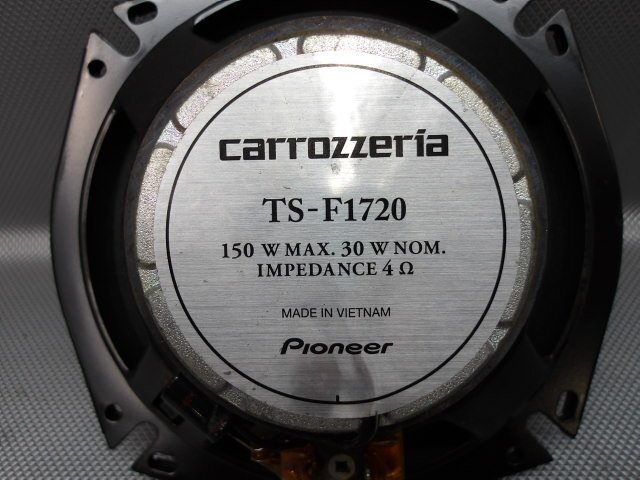 carrozzeria
TS-F1720
150 W MAX. 30 W NOM.
IMPEDANCE 4 Ω
MADE IN VIETNAM
Pioneer